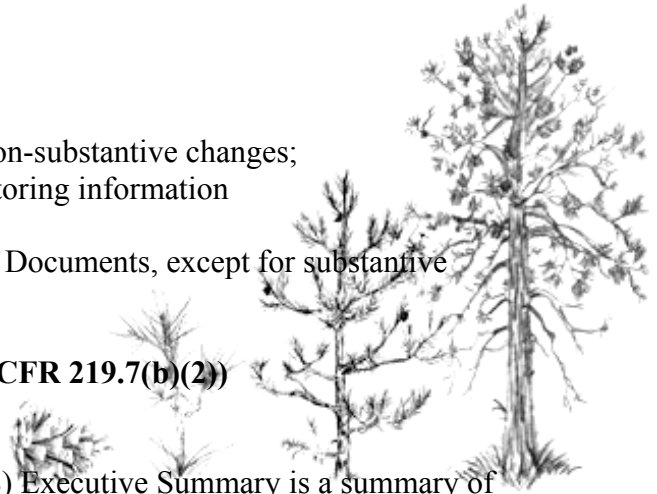 on-substantive changes;
toring information
Documents, except for substantive
CFR 219.7(b)(2))
) Executive Summary is a summary of